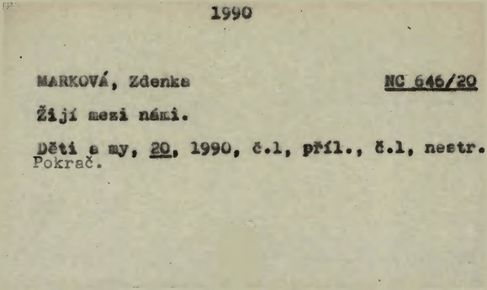 1990
MARKOVÁ, Zdenka
NC 646/20
Žijí mezi námi.
Děti a my, 20, 1990, č.1, příl., č.1, nestr.
Pokrač.